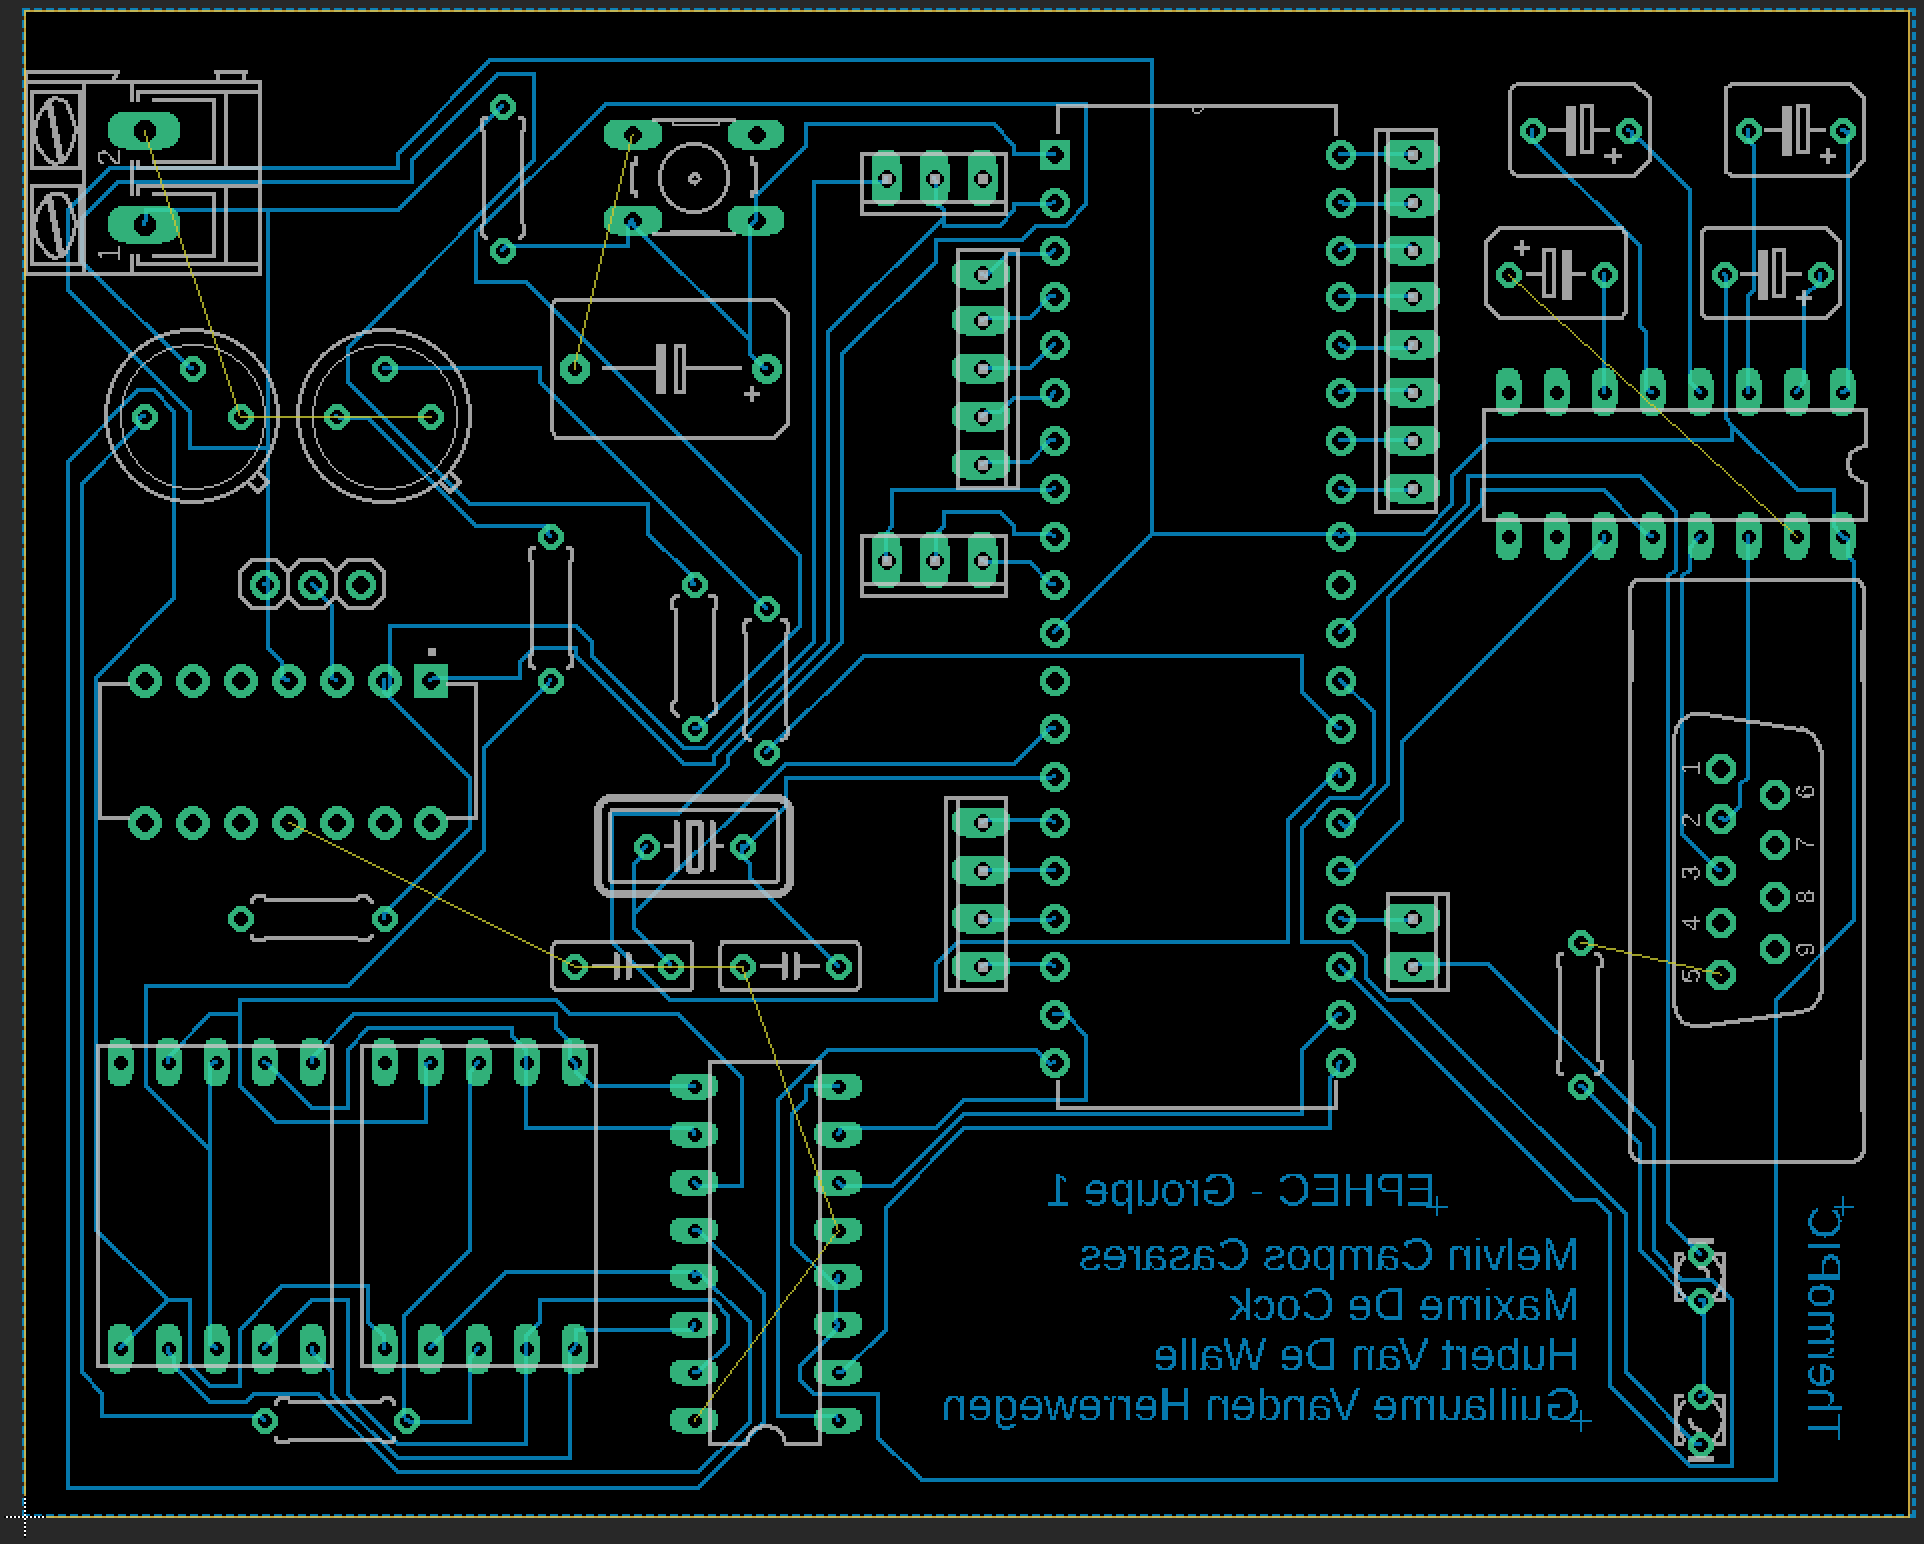 2
1
1
6
2
7
3
8
4
9
5
EPHEC - Groupe 1
Melvin Campos Casares
Maxime De Cock
Hubert Van De Walle
Guillaume Vanden Herrewegen
ThermoPIC